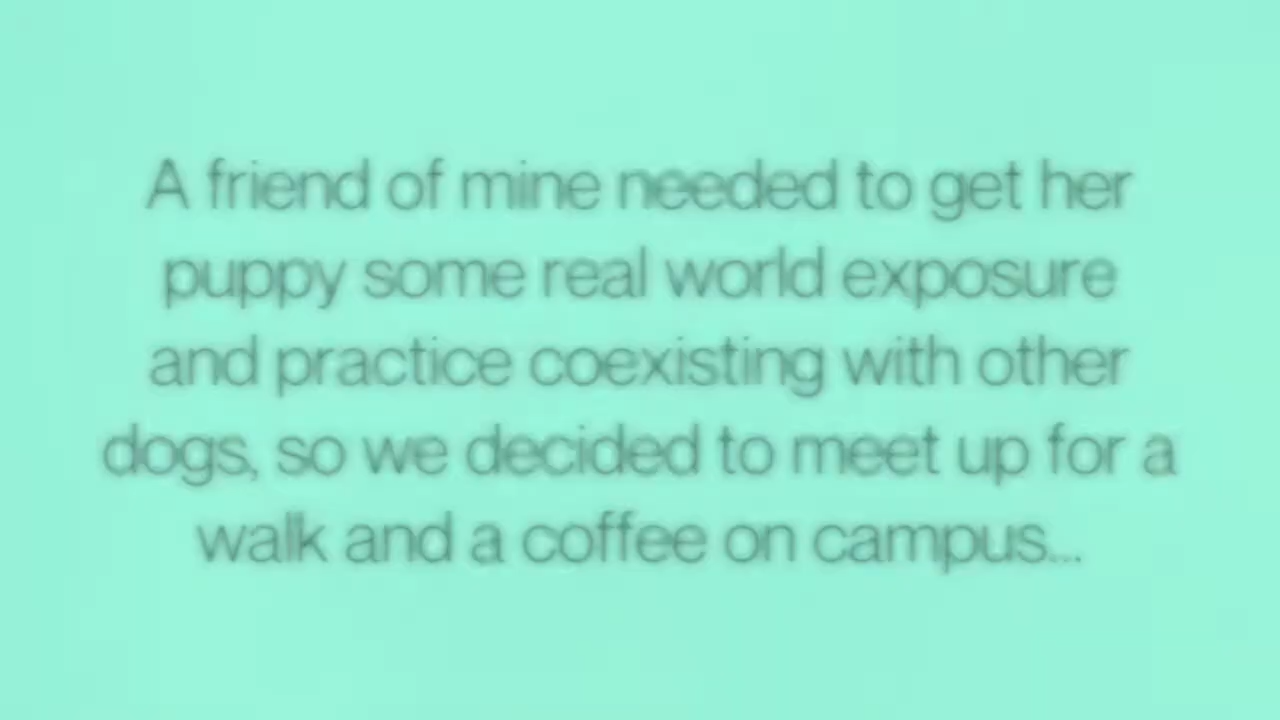 A friend of mine needed to get her
puppy some real world exposure
and practice coexisting with other
dogs, so we decided to meet up for a
walk and a coffee on campus...